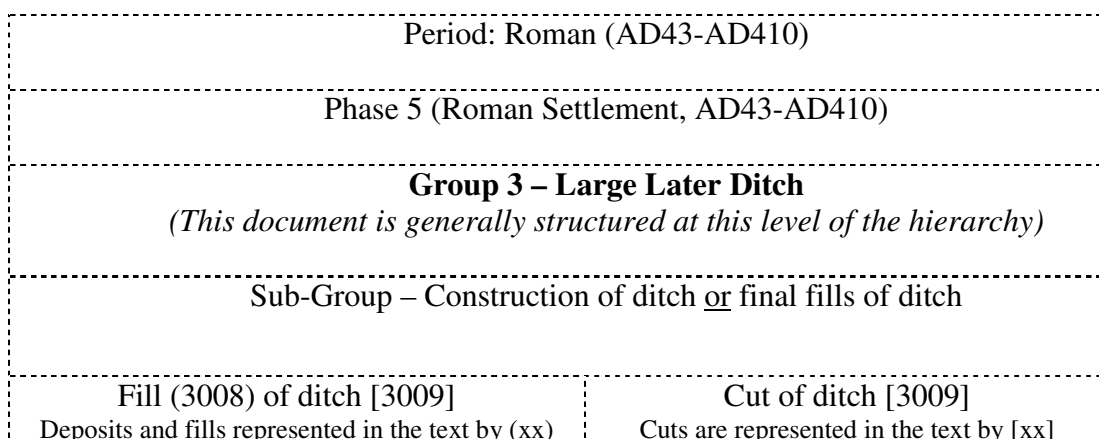 Period: Roman (AD43-AD410)
Phase 5 (Roman Settlement, AD43-AD410)
Group 3 – Large Later Ditch
(This document is generally structured at this level of the hierarchy)
Sub-Group – Construction of ditch or final fills of ditch
Fill (3008) of ditch [3009]
Deposits and fills represented in the text by (xx)
Cut of ditch [3009]
Cuts are represented in the text by [xx]